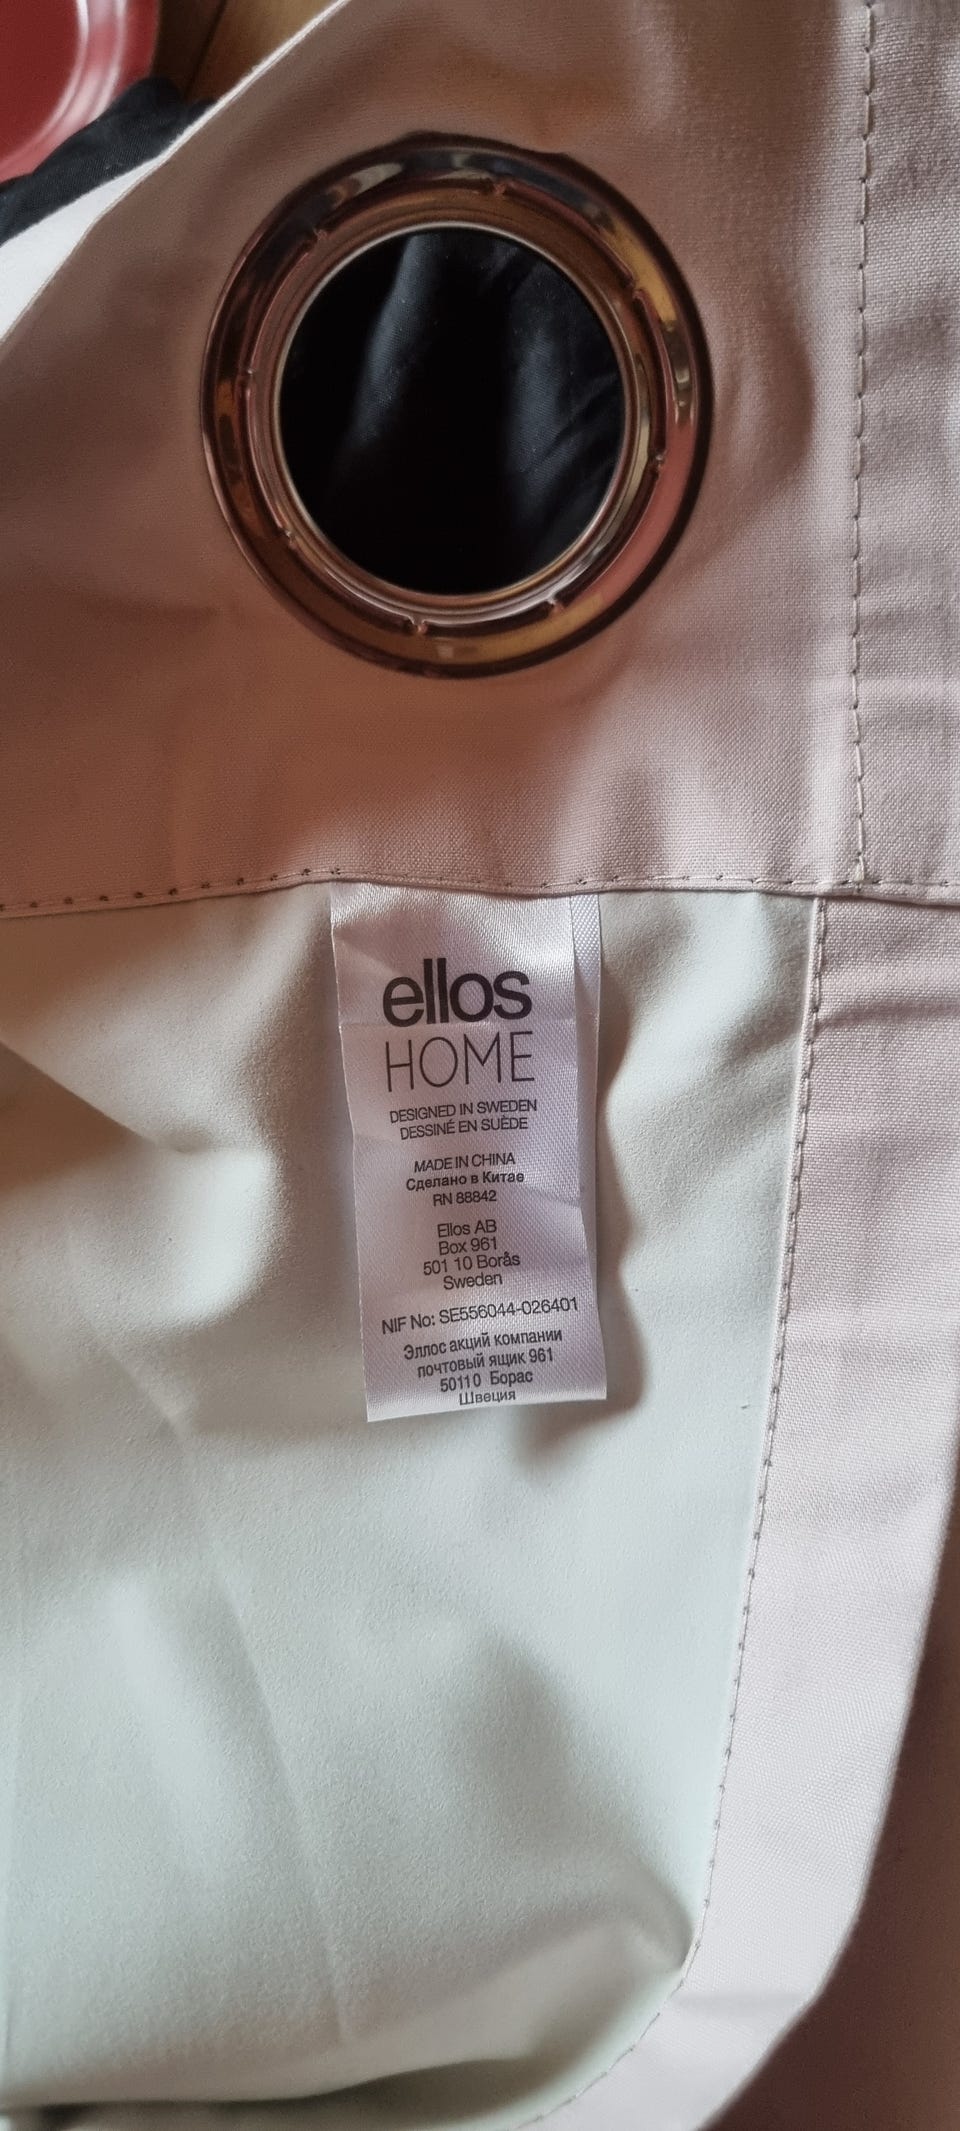 ellos
HOME
DESIGNED IN SWEDEN
DESSINÉ EN SUÈDE
MADE IN CHINA
Сделано в Китае
RN 88842
Ellos AB
Box 961
501 10 Borås
Sweden
NIF No: SE556044-026401
Эллос акций компании
почтовый ящик 961
50110 Борас
Швеция